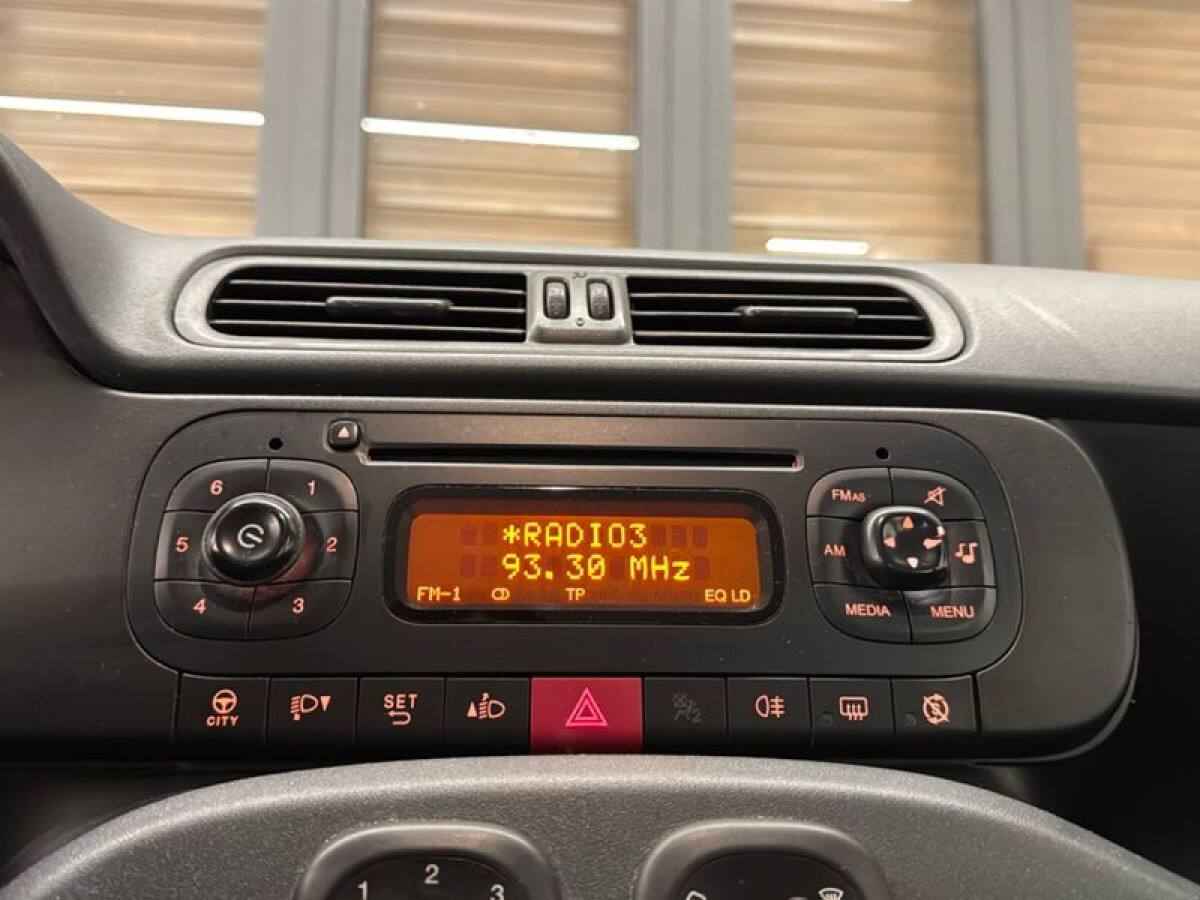 6 1
5 2
4 3
*RADIO3
93.30 MHz
FM-1 TP EQ LD
FMAS
AM
MEDIA MENU
CITY
SET
1 2 3